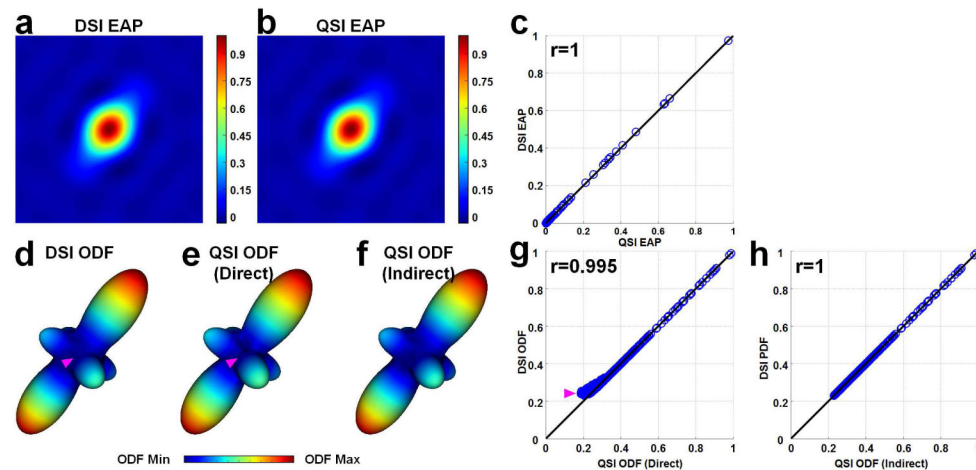 a DSI EAP
0.9
0.75
0.6
0.45
0.3
0.15
0
b QSI EAP
0.9
0.75
0.6
0.45
0.3
0.15
0
c
r=1
DSI EAP
1
0.8
0.6
0.4
0.2
0
0 0.2 0.4 0.6 0.8 1
QSI EAP
d DSI ODF
e QSI ODF
(Direct)
f QSI ODF
(Indirect)
ODF Min ODF Max
g
r=0.995
DSI ODF
1
0.8
0.6
0.4
0.2
0
0 0.2 0.4 0.6 0.8 1
QSI ODF (Direct)
h
r=1
DSI PDF
1
0.8
0.6
0.4
0.2
0
0 0.2 0.4 0.6 0.8
QSI ODF (Indirect)